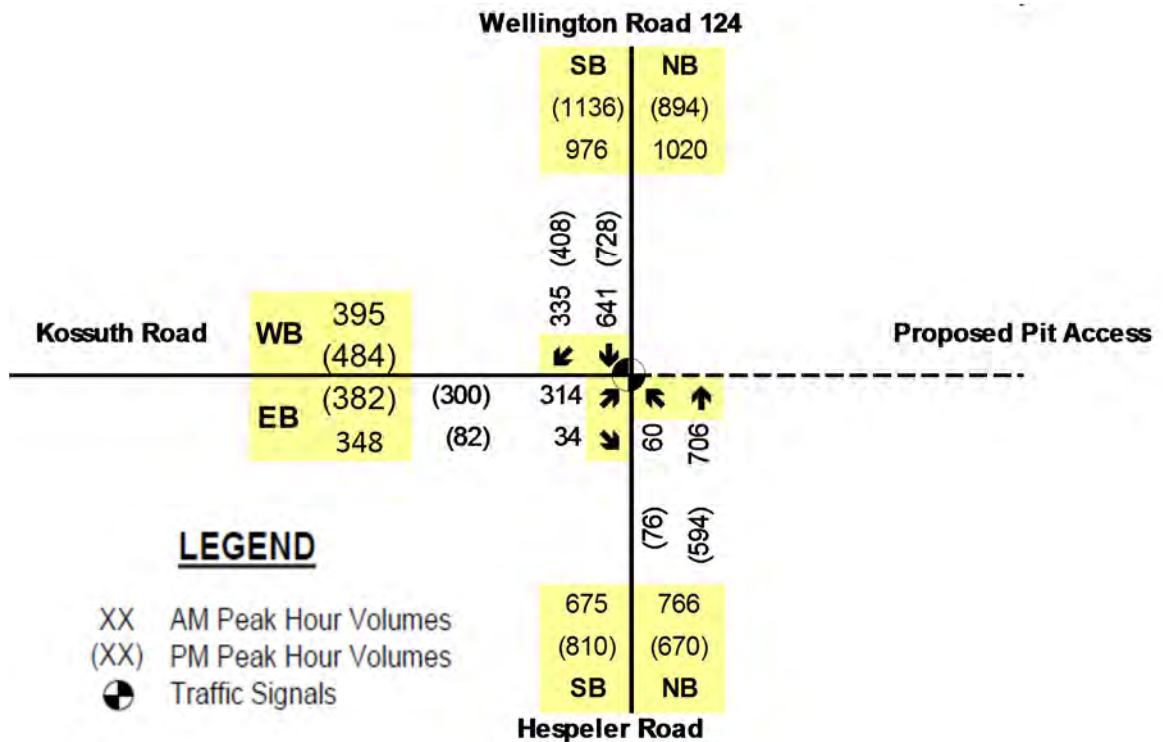 Wellington Road 124
SB NB
(1136) (894)
976 1020
(408) (728)
335 641
Kossuth Road
WB 395
(484)
EB (382)
348
(300) 314
(82) 34
Proposed Pit Access
60 706
(76) (594)
675 766
(810) (670)
SB NB
Hespeler Road
LEGEND
XX AM Peak Hour Volumes
(XX) PM Peak Hour Volumes
Traffic Signals